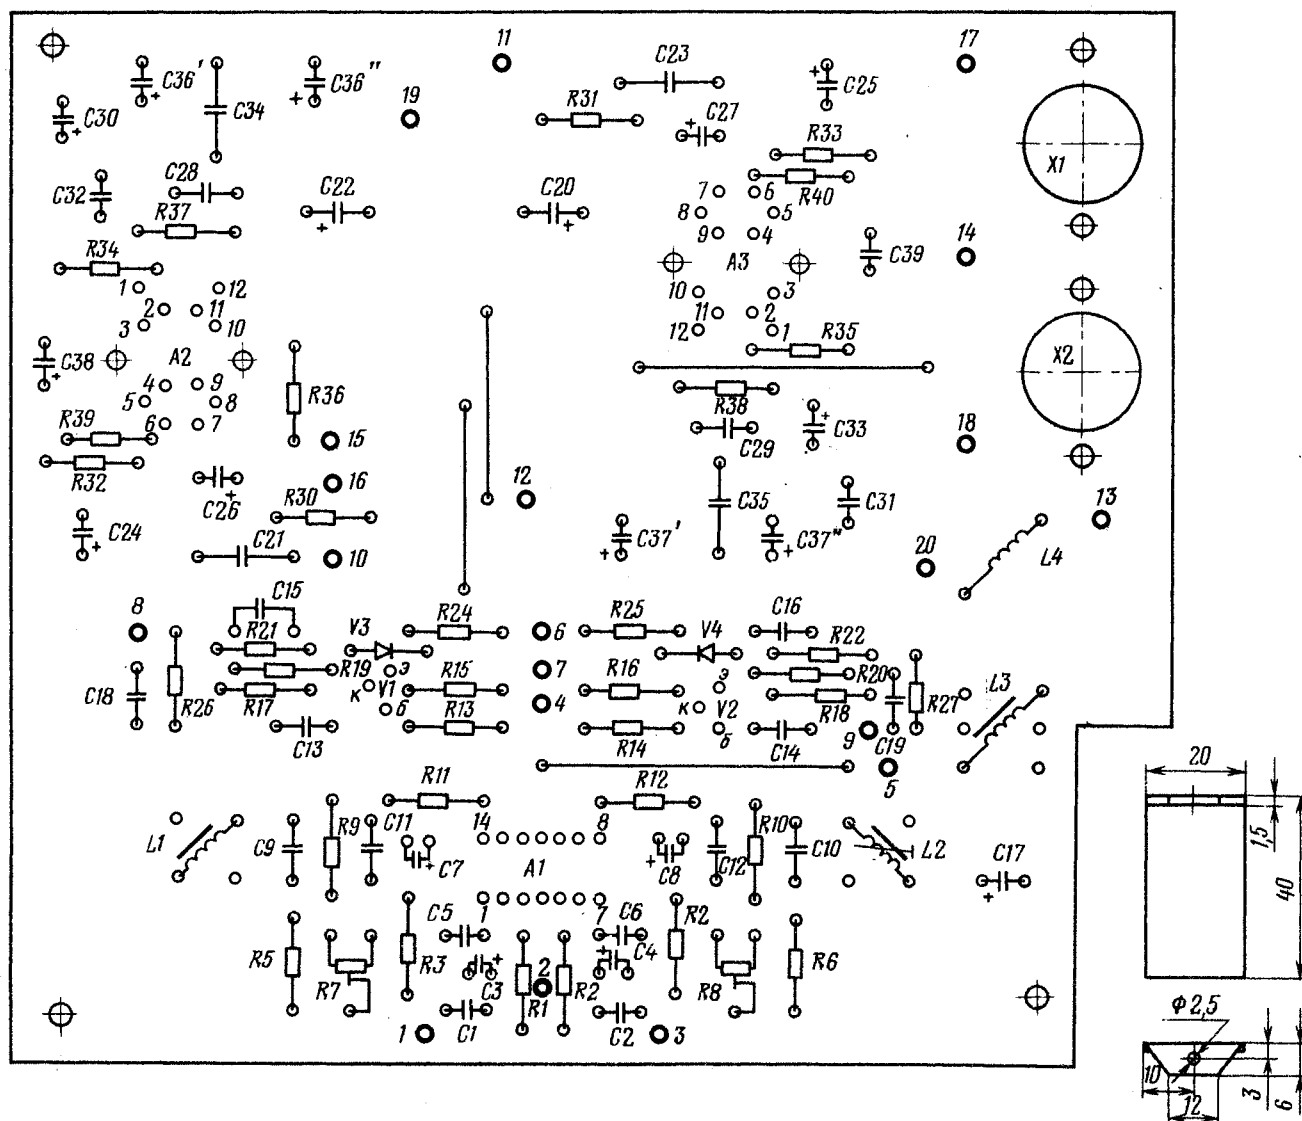 11
17
C36'
C36"
C23
C25
19
R31
C27
C30
C34
R33
X1
C28
C32
C22
C20
7
6
R40
R37
8
5
9
4
14
R34
A3
C39
1
12
10
3
2
11
11
2
3
10
12
1
R35
C38
A2
X2
4
9
5
8
R36
R38
R39
6
7
C33
15
C29
18
R32
16
12
C26
R30
C35
C31
13
C24
C21
C37'
C37"
10
20
L4
C15
8
R24
6
R25
C16
R21
V3
V4
R22
э
7
э
R19
R15
R16
R20
L3
C18
к
V1
4
к
R26
R17
б
R13
V2
R18
R27
C13
R14
б
C14
9
C19
5
20
R11
R12
1,5
C11
14
8
R10
L1
C9
R9
C7
A1
C8
C12
C10
L2
C17
40
C5
1
7
C6
R2
C4
R5
R3
2
R6
R7
C3
R1
R2
R8
1
C1
C2
3
ϕ2,5
10
12
3
6